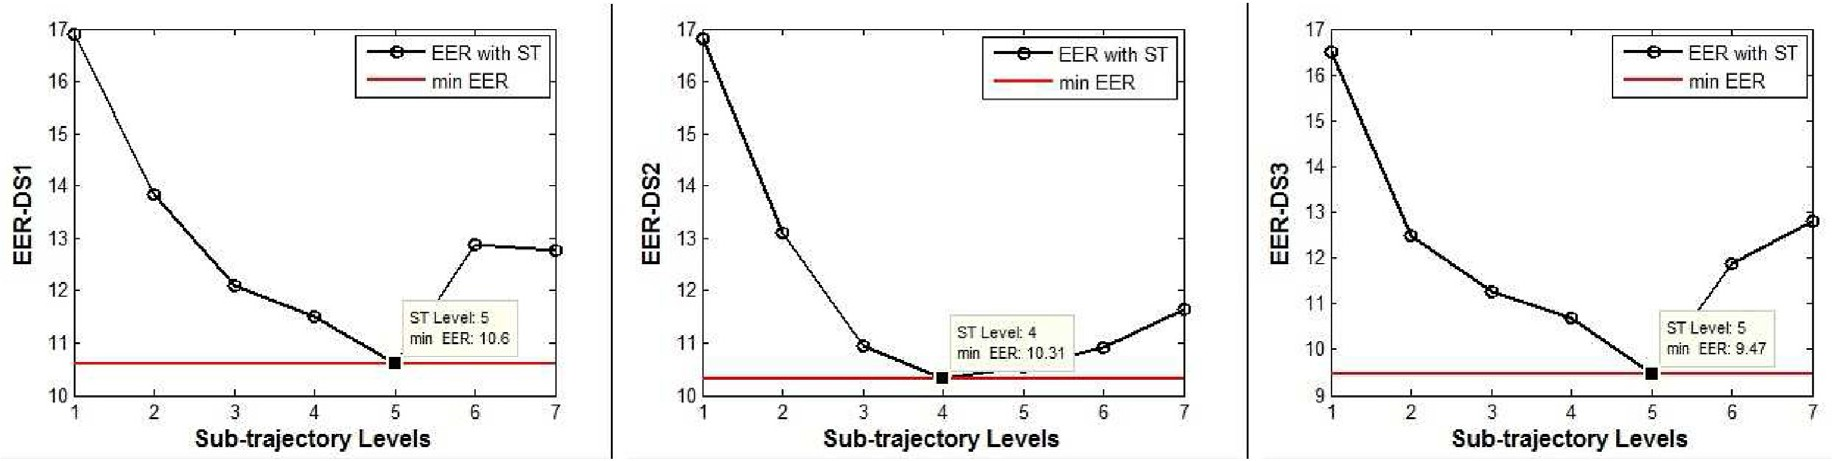 17
16
15
14
13
12
11
10
1 2 3 4 5 6 7
EER-DS1
Sub-trajectory Levels
EER with ST
min EER
ST Level: 5
min EER: 10.6
17
16
15
14
13
12
11
10
1 2 3 4 5 6 7
EER-DS2
Sub-trajectory Levels
EER with ST
min EER
ST Level: 4
min EER: 10.31
17
16
15
14
13
12
11
10
9
1 2 3 4 5 6 7
EER-DS3
Sub-trajectory Levels
EER with ST
min EER
ST Level: 5
min EER: 9.47